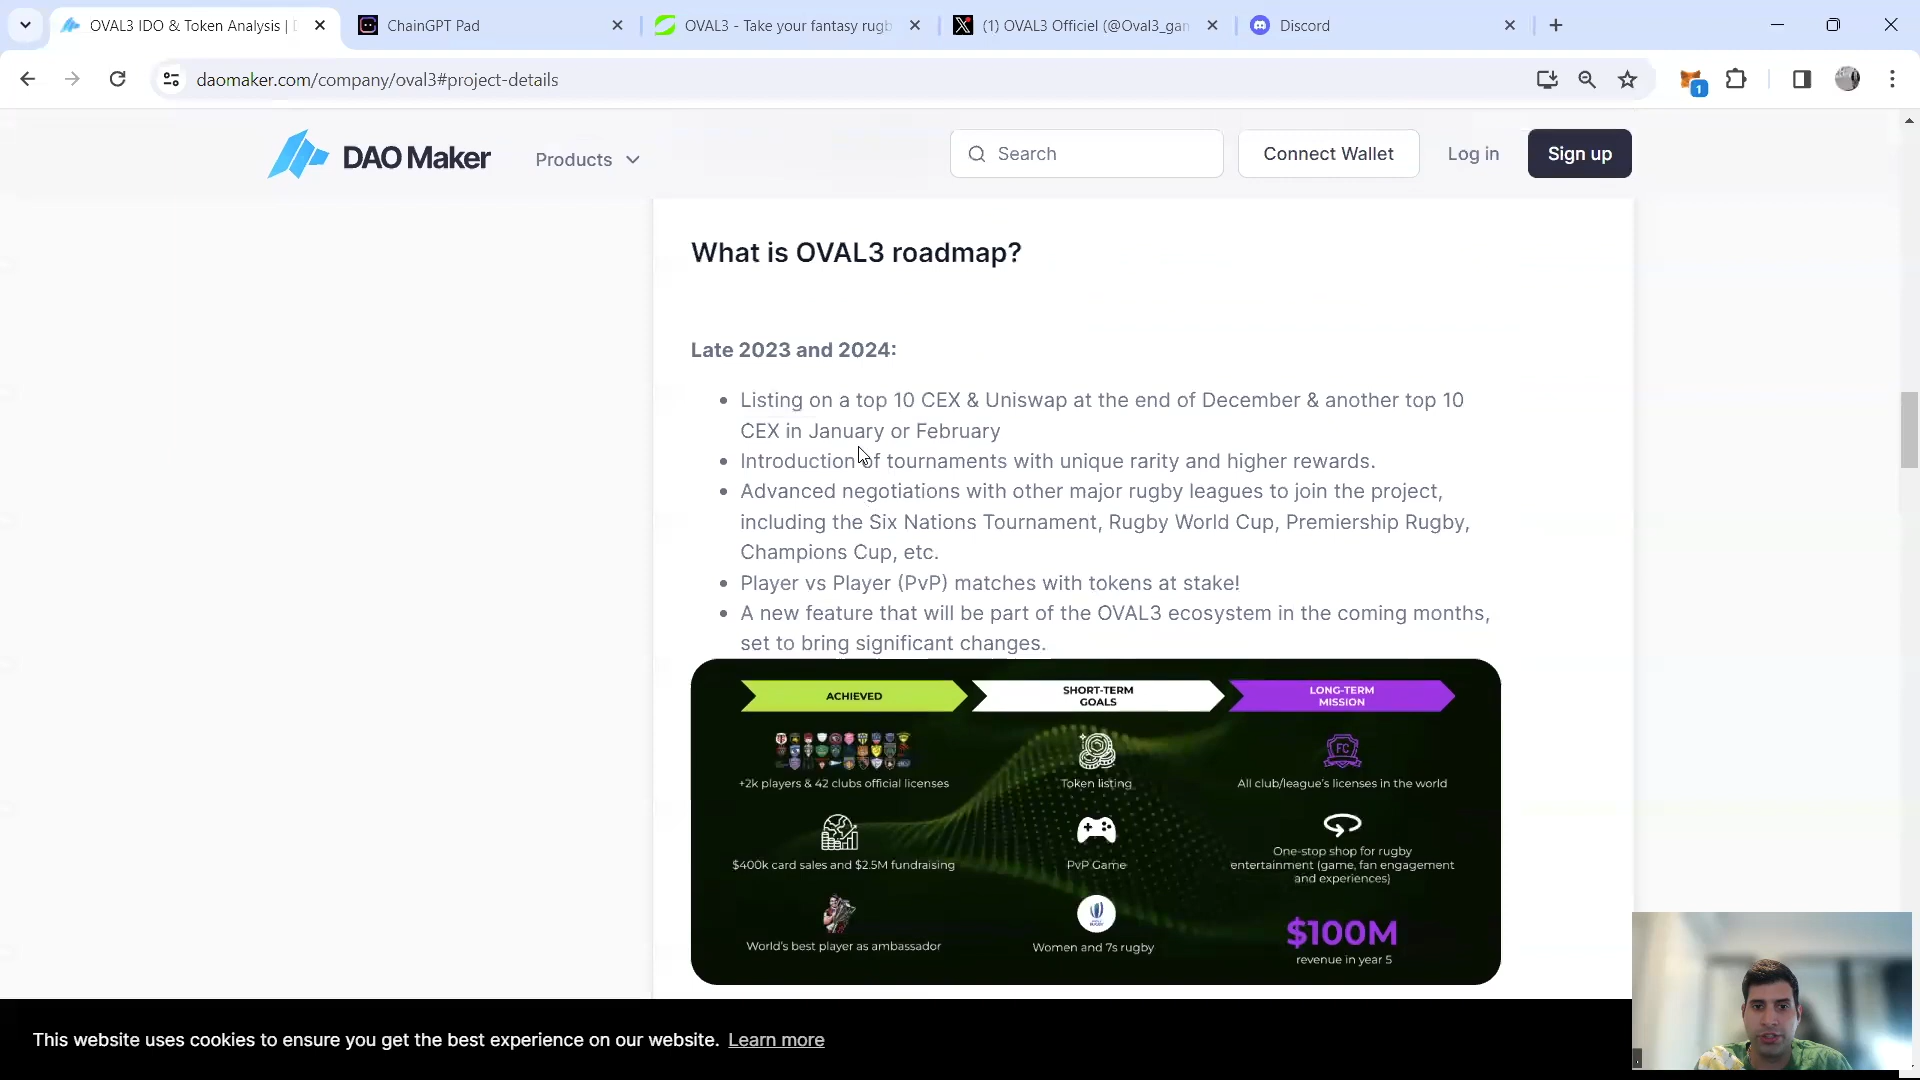 OVAL3 IDO & Token Analysis |
ChainGPT Pad
OVAL3 - Take your fantasy rugb
(1) OVAL3 Officiel (@Oval3_gan
Discord
daomaker.com/company/oval3#project-details
1
DAO Maker
Products
Search
Connect Wallet
Log in
Sign up
What is OVAL3 roadmap?
Late 2023 and 2024:
• Listing on a top 10 CEX & Uniswap at the end of December & another top 10
CEX in January or February
• Introduction of tournaments with unique rarity and higher rewards.
• Advanced negotiations with other major rugby leagues to join the project,
including the Six Nations Tournament, Rugby World Cup, Premiership Rugby,
Champions Cup, etc.
• Player vs Player (PvP) matches with tokens at stake!
• A new feature that will be part of the OVAL3 ecosystem in the coming months,
set to bring significant changes.
ACHIEVED
SHORT-TERM
GOALS
LONG-TERM
MISSION
FC
+2k players & 42 clubs official licenses
Token listing
All club/league's licenses in the world
$400k card sales and $2.5M fundraising
PvP Game
One-stop shop for rugby
entertainment (game, fan engagement
and experiences)
World's best player as ambassador
Women and 7s rugby
$100M
revenue in year 5
This website uses cookies to ensure you get the best experience on our website. Learn more